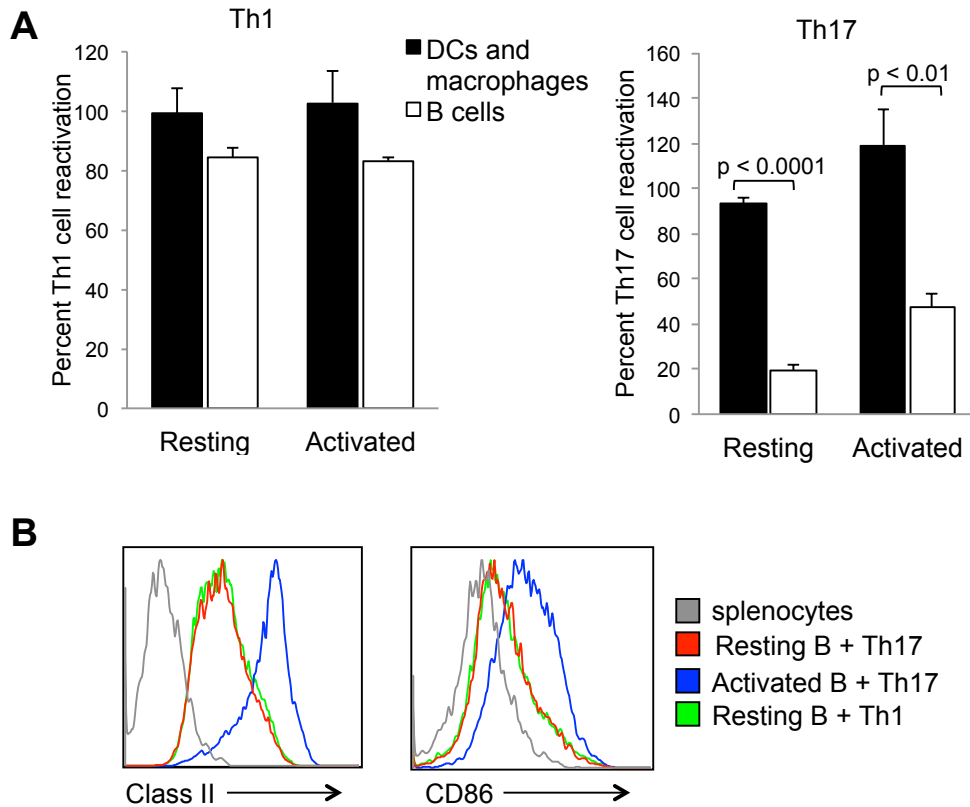 A
Th1
Percent Th1 cell reactivation
120
100
80
60
40
20
0
Resting
Activated
DCs and
macrophages
B cells
Th17
Percent Th17 cell reactivation
160
140
120
100
80
60
40
20
0
p < 0.0001
p < 0.01
Resting
Activated
B
Class II
CD86
splenocytes
Resting B + Th17
Activated B + Th17
Resting B + Th1